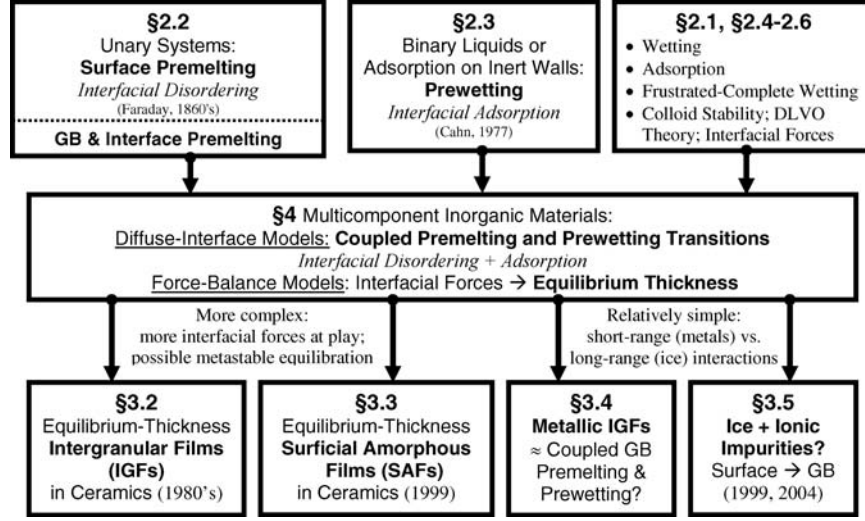 §2.2
Unary Systems:
Surface Premelting
Interfacial Disordering
(Faraday, 1860's)
GB & Interface Premelting
§2.3
Binary Liquids or
Adsorption on Inert Walls:
Prewetting
Interfacial Adsorption
(Cahn, 1977)
§2.1, §2.4-2.6
• Wetting
• Adsorption
• Frustrated-Complete Wetting
• Colloid Stability; DLVO
Theory; Interfacial Forces
§4 Multicomponent Inorganic Materials:
Diffuse-Interface Models: Coupled Premelting and Prewetting Transitions
Interfacial Disordering + Adsorption
Force-Balance Models: Interfacial Forces → Equilibrium Thickness
More complex:
more interfacial forces at play;
possible metastable equilibration
Relatively simple:
short-range (metals) vs.
long-range (ice) interactions
§3.2
Equilibrium-Thickness
Intergranular Films
(IGFs)
in Ceramics (1980's)
§3.3
Equilibrium-Thickness
Surficial Amorphous
Films (SAFs)
in Ceramics (1999)
§3.4
Metallic IGFs
≈ Coupled GB
Premelting &
Prewetting?
§3.5
Ice + Ionic
Impurities?
Surface → GB
(1999, 2004)